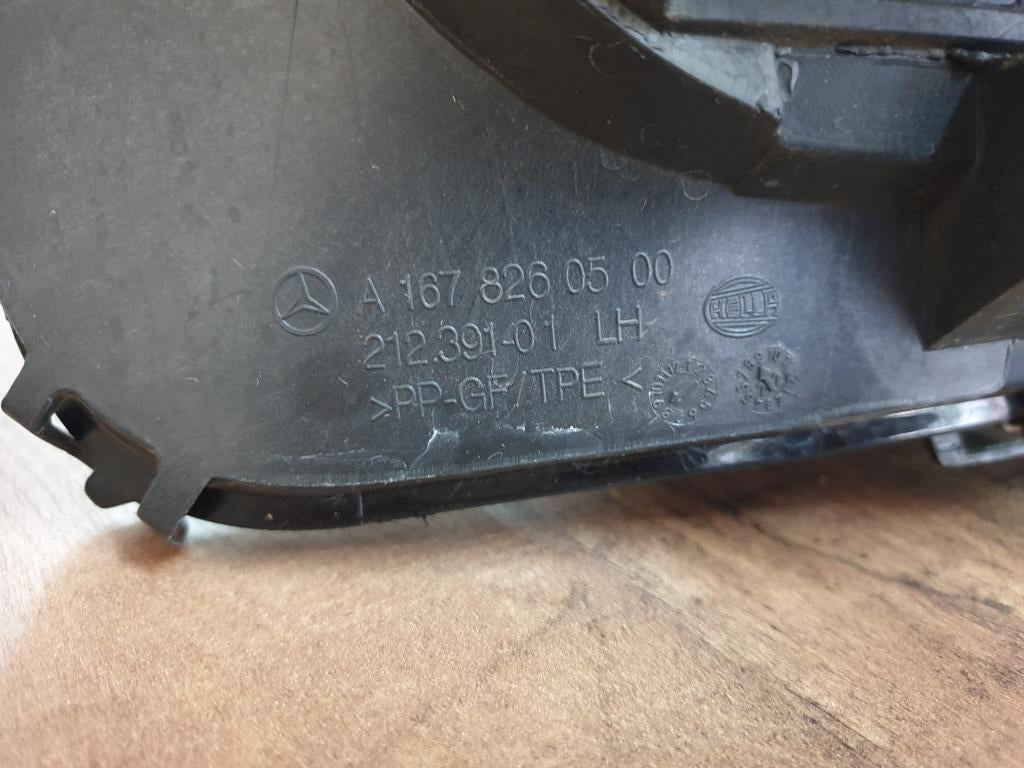 A 167 826 05 00
HELLA
212.391-01 LH
>PP-GF/TPE<